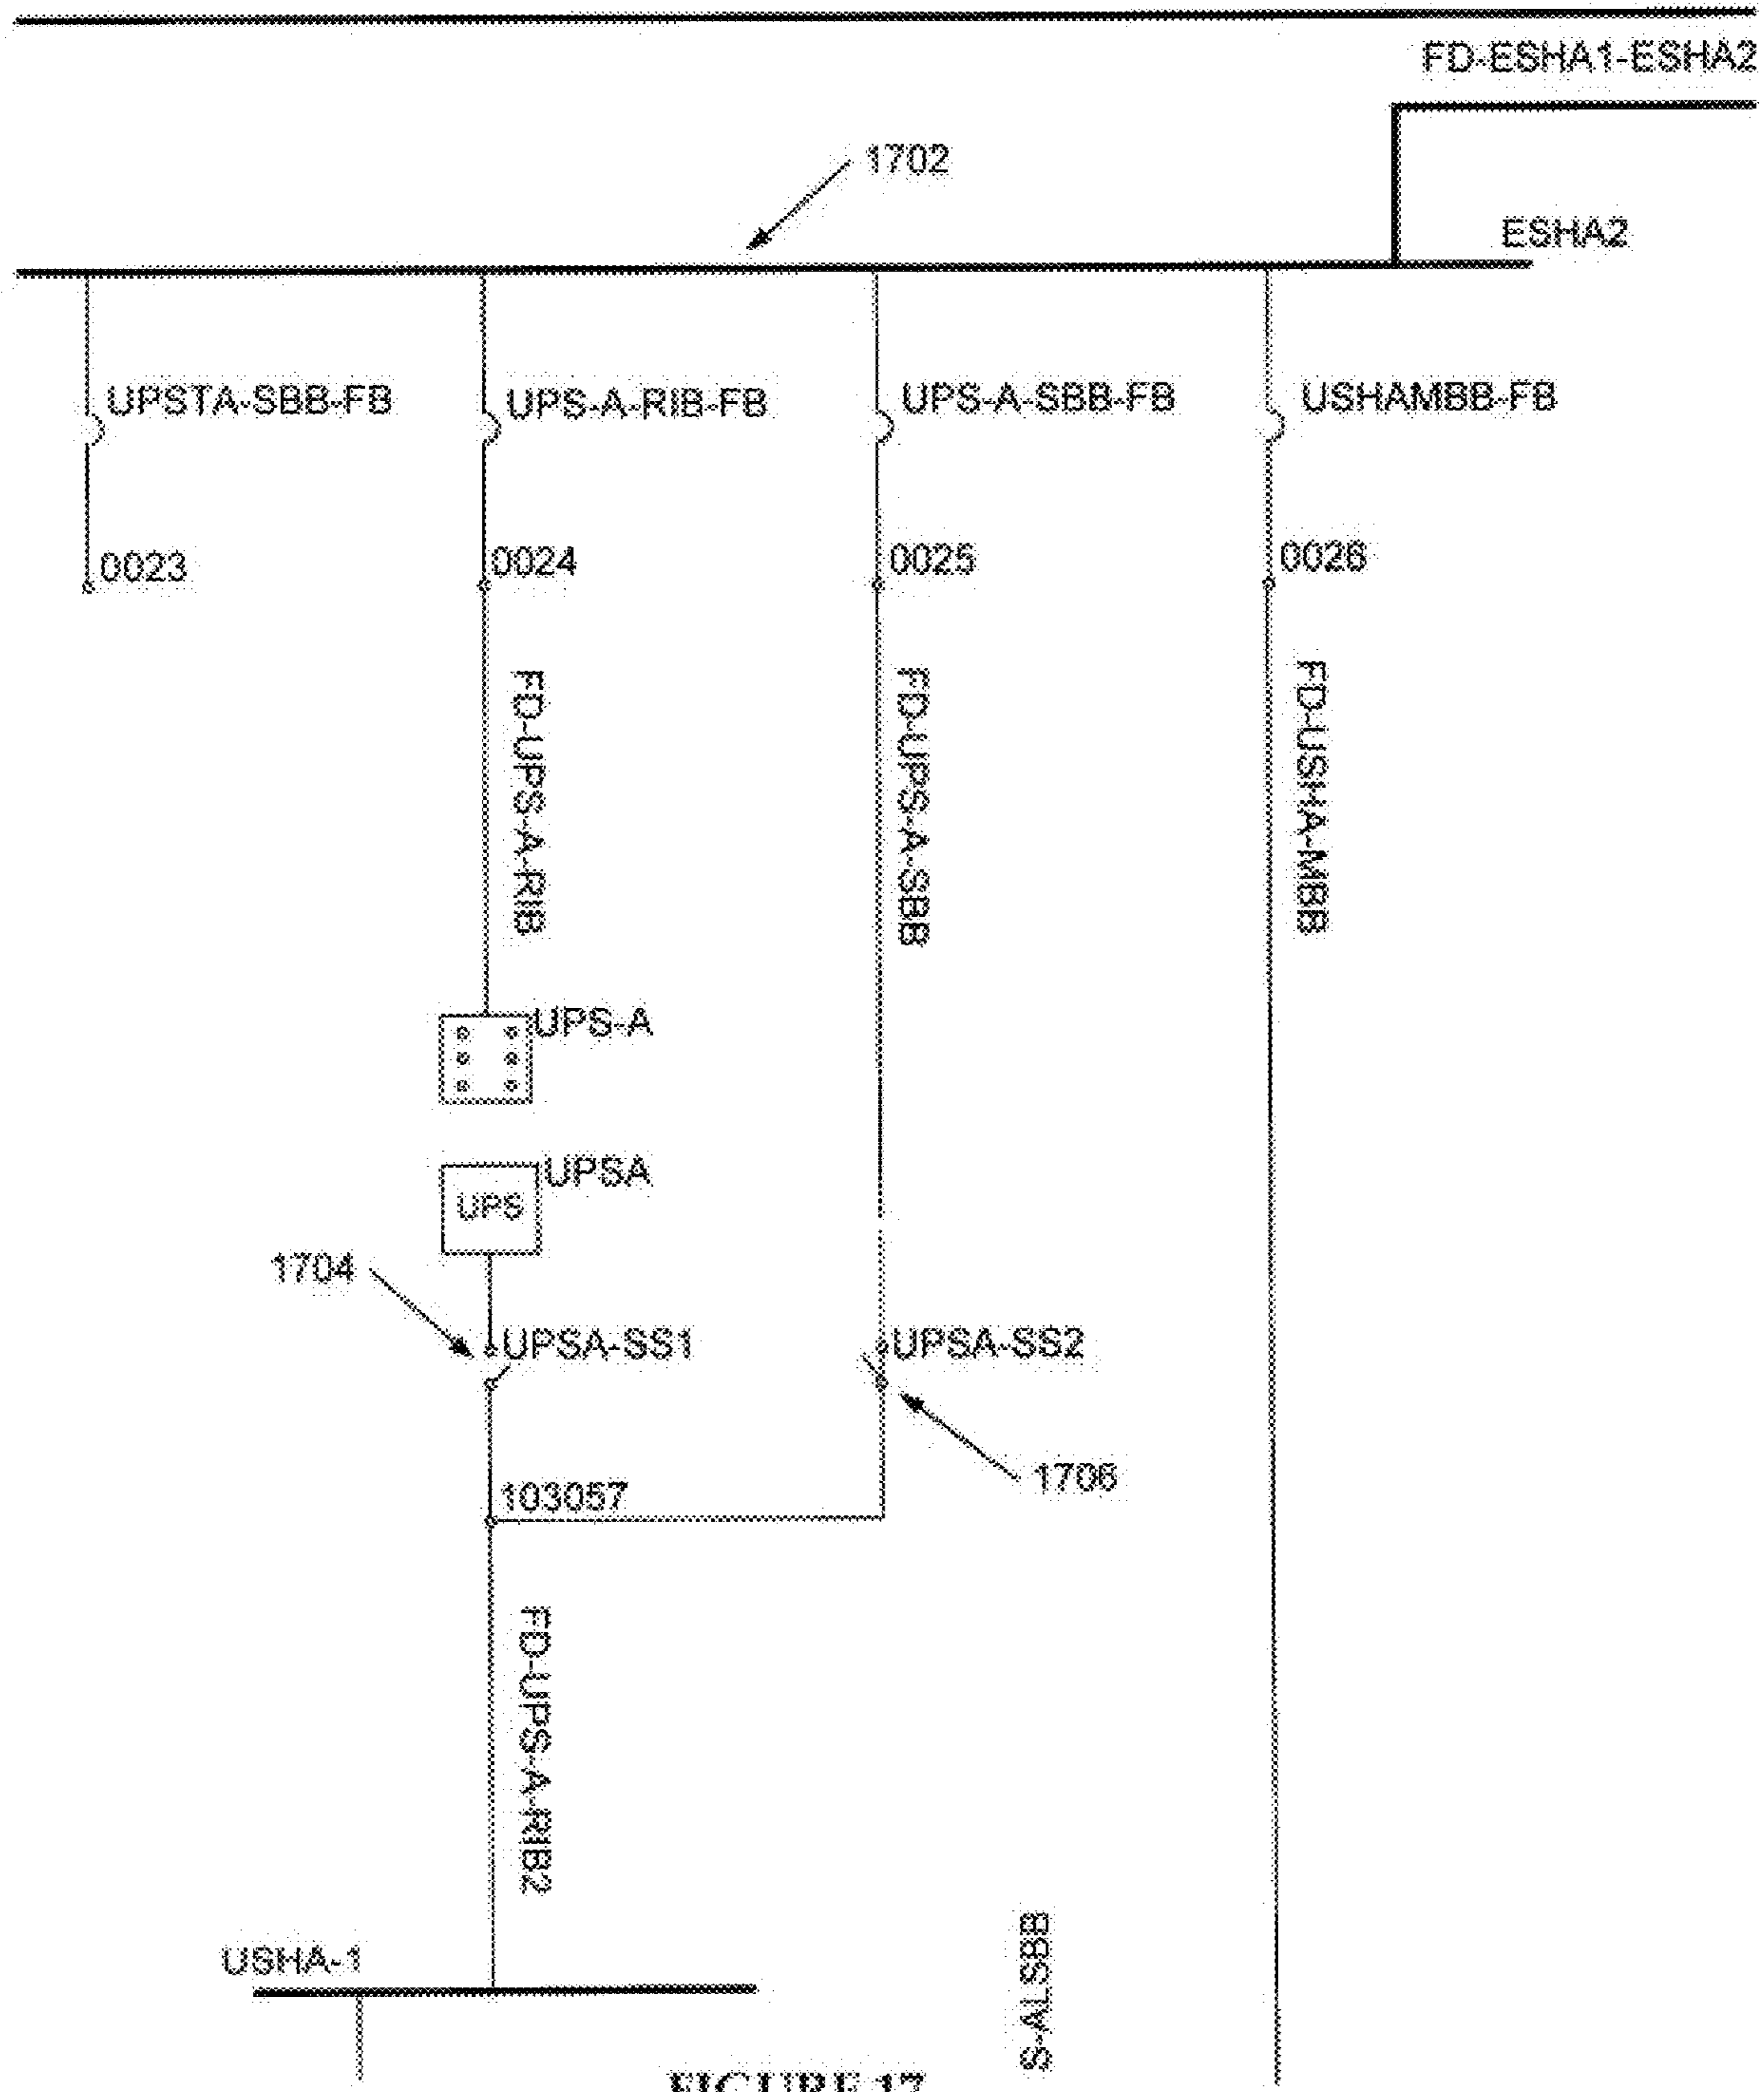 FD-ESHA1-ESHA2
1702
ESHA2
UPSTA-SBB-FB
UPS-A-RIB-FB
UPS-A-SBB-FB
USHAMBB-FB
0023
0024
0025
0026
FD-UPS-A-RIB
FD-UPS-A-SBB
FD-USHA-MBB
UPS-A
UPSA
UPS
1704
UPSA-SS1
UPSA-SS2
1706
103057
FD-UPS-A-RIB2
USHA-1
S-ALSBB
FIGURE 17